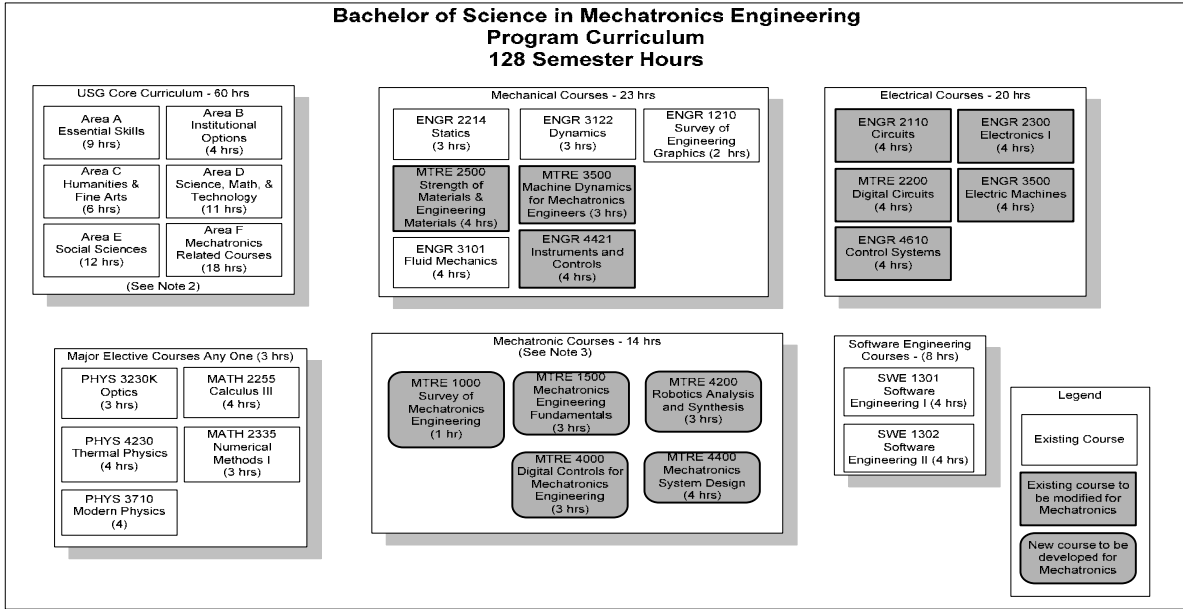 Bachelor of Science in Mechatronics Engineering
Program Curriculum
128 Semester Hours
USG Core Curriculum - 60 hrs
Area A
Essential Skills
(9 hrs)
Area B
Institutional
Options
(4 hrs)
Area C
Humanities &
Fine Arts
(6 hrs)
Area D
Science, Math, &
Technology
(11 hrs)
Area E
Social Sciences
(12 hrs)
Area F
Mechatronics
Related Courses
(18 hrs)
(See Note 2)
Mechanical Courses - 23 hrs
ENGR 2214
Statics
(3 hrs)
ENGR 3122
Dynamics
(3 hrs)
ENGR 1210
Survey of
Engineering
Graphics (2 hrs)
MTRE 2500
Strength of
Materials &
Engineering
Materials (4 hrs)
MTRE 3500
Machine Dynamics
for Mechatronics
Engineers (3 hrs)
ENGR 3101
Fluid Mechanics
(4 hrs)
ENGR 4421
Instruments and
Controls
(4 hrs)
Electrical Courses - 20 hrs
ENGR 2110
Circuits
(4 hrs)
ENGR 2300
Electronics I
(4 hrs)
MTRE 2200
Digital Circuits
(4 hrs)
ENGR 3500
Electric Machines
(4 hrs)
ENGR 4610
Control Systems
(4 hrs)
Major Elective Courses Any One (3 hrs)
PHYS 3230K
Optics
(3 hrs)
MATH 2255
Calculus III
(4 hrs)
PHYS 4230
Thermal Physics
(4 hrs)
MATH 2335
Numerical
Methods I
(3 hrs)
PHYS 3710
Modern Physics
(4)
Mechatronic Courses - 14 hrs
(See Note 3)
MTRE 1000
Survey of
Mechatronics
Engineering
(1 hr)
MTRE 1500
Mechatronics
Engineering
Fundamentals
(3 hrs)
MTRE 4200
Robotics Analysis
and Synthesis
(3 hrs)
MTRE 4000
Digital Controls for
Mechatronics
Engineering
(3 hrs)
MTRE 4400
Mechatronics
System Design
(4 hrs)
Software Engineering
Courses - (8 hrs)
SWE 1301
Software
Engineering I (4 hrs)
SWE 1302
Software
Engineering II (4 hrs)
Legend
Existing Course
Existing course to
be modified for
Mechatronics
New course to be
developed for
Mechatronics